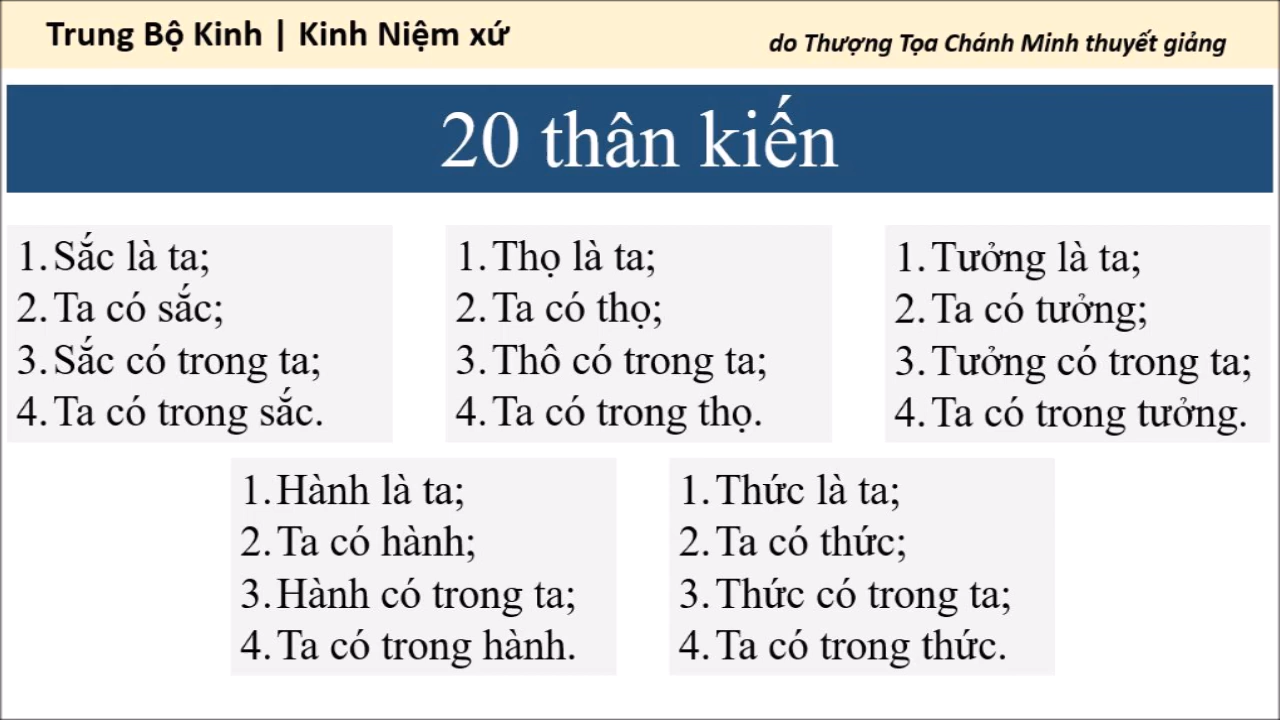 Trung Bộ Kinh | Kinh Niệm xứ
do Thượng Tọa Chánh Minh thuyết giảng
20 thân kiến
1. Sắc là ta;
2. Ta có sắc;
3. Sắc có trong ta;
4. Ta có trong sắc.
1. Thọ là ta;
2. Ta có thọ;
3. Thô có trong ta;
4. Ta có trong thọ.
1. Tưởng là ta;
2. Ta có tưởng;
3. Tưởng có trong ta;
4. Ta có trong tưởng.
1. Hành là ta;
2. Ta có hành;
3. Hành có trong ta;
4. Ta có trong hành.
1. Thức là ta;
2. Ta có thức;
3. Thức có trong ta;
4. Ta có trong thức.